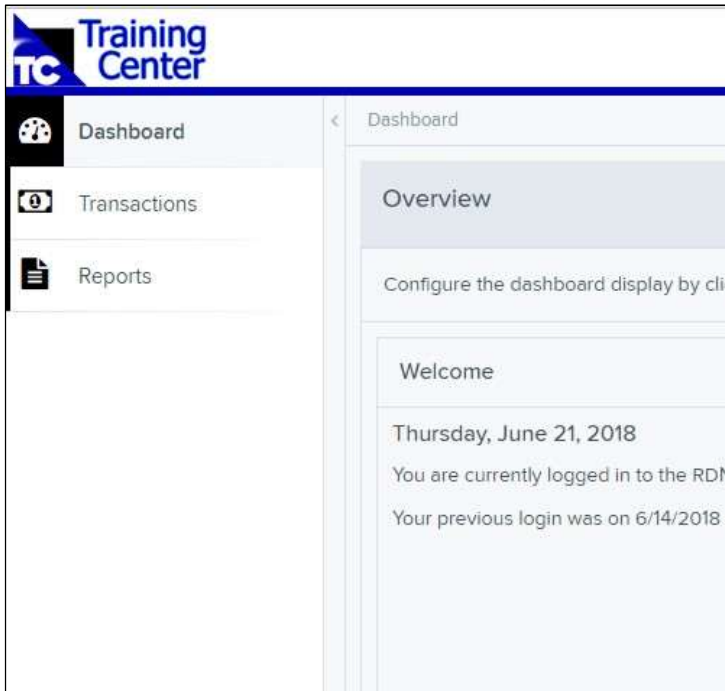 Training
Center
TC
Dashboard
Transactions
Reports
Dashboard
Overview
Configure the dashboard display by cli
Welcome
Thursday, June 21, 2018
You are currently logged in to the RDN
Your previous login was on 6/14/2018